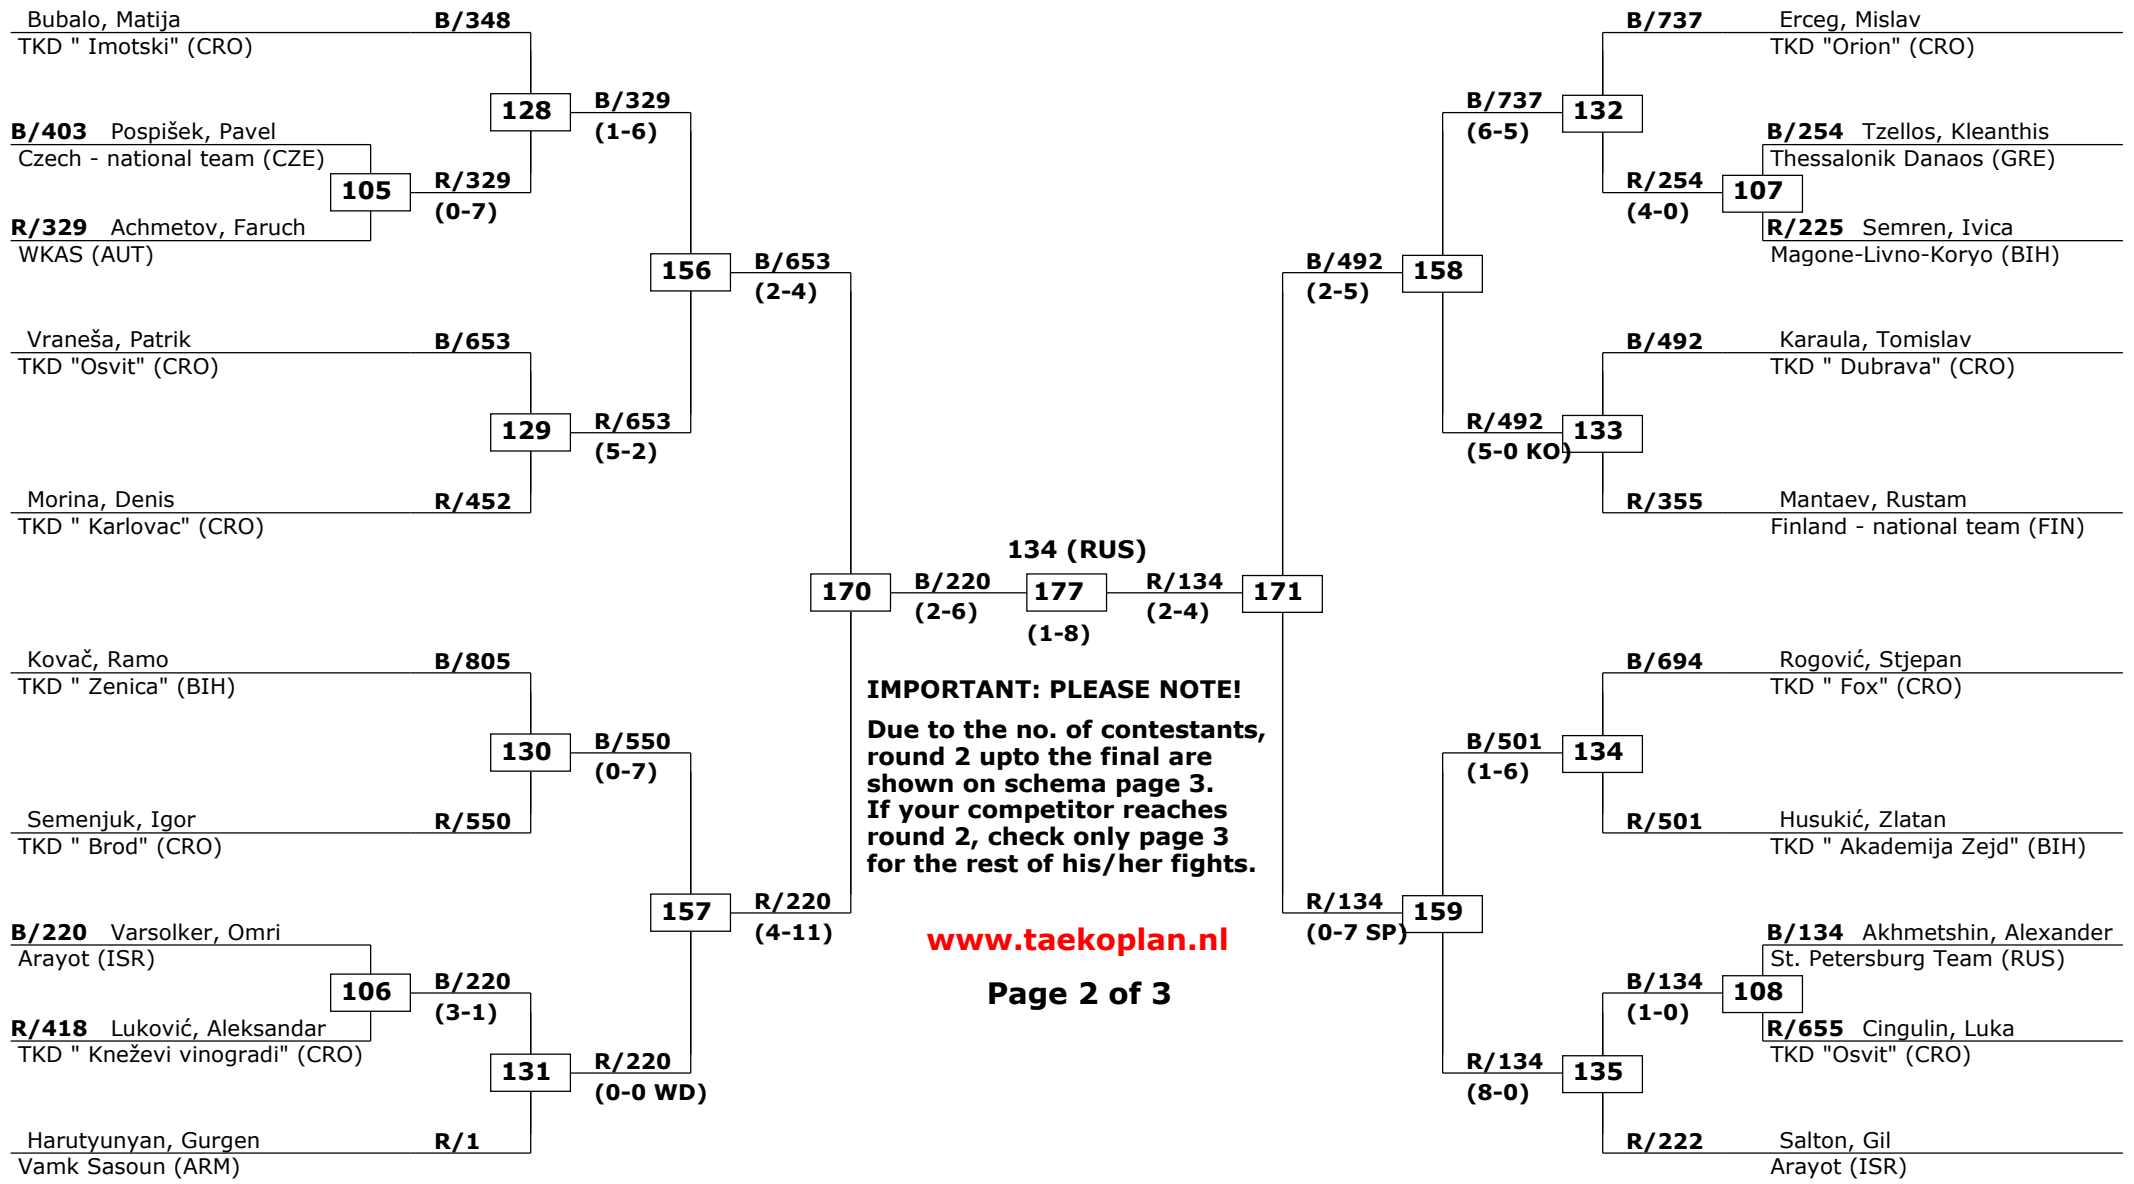 Bubalo, Matija B/348
TKD " Imotski" (CRO)
128 B/329
(1-6)
B/403 Pospišek, Pavel
Czech - national team (CZE)
105 R/329
(0-7)
R/329 Achmetov, Faruch
WKAS (AUT)
156 B/653
(2-4)
Vraneša, Patrik B/653
TKD "Osvit" (CRO)
129 R/653
(5-2)
Morina, Denis R/452
TKD " Karlovac" (CRO)
170 B/220
(2-6)
Kovač, Ramo B/805
TKD " Zenica" (BIH)
130 B/550
(0-7)
Semenjuk, Igor R/550
TKD " Brod" (CRO)
157 R/220
(4-11)
B/220 Varsolker, Omri
Arayot (ISR)
106 B/220
(3-1)
R/418 Luković, Aleksandar
TKD " Kneževi vinogradi" (CRO)
131 R/220
(0-0 WD)
Harutyunyan, Gurgen R/1
Vamk Sasoun (ARM)
134 (RUS)
177
(1-8)
IMPORTANT: PLEASE NOTE!
Due to the no. of contestants,
round 2 upto the final are
shown on schema page 3.
If your competitor reaches
round 2, check only page 3
for the rest of his/her fights.
www.taekoplan.nl
Page 2 of 3
B/737 Erceg, Mislav
TKD "Orion" (CRO)
B/737 132
(6-5)
B/254 Tzellos, Kleanthis
Thessalonik Danaos (GRE)
R/254 107
(4-0)
R/225 Semren, Ivica
Magone-Livno-Koryo (BIH)
B/492 158
(2-5)
B/492 Karaula, Tomislav
TKD " Dubrava" (CRO)
R/492 133
(5-0 KO)
R/355 Mantaev, Rustam
Finland - national team (FIN)
R/134 171
(2-4)
B/694 Rogović, Stjepan
TKD " Fox" (CRO)
B/501 134
(1-6)
R/501 Husukić, Zlatan
TKD " Akademija Zejd" (BIH)
R/134 159
(0-7 SP)
B/134 Akhmetshin, Alexander
St. Petersburg Team (RUS)
B/134 108
(1-0)
R/655 Cingulin, Luka
TKD "Osvit" (CRO)
R/134 135
(8-0)
R/222 Salton, Gil
Arayot (ISR)